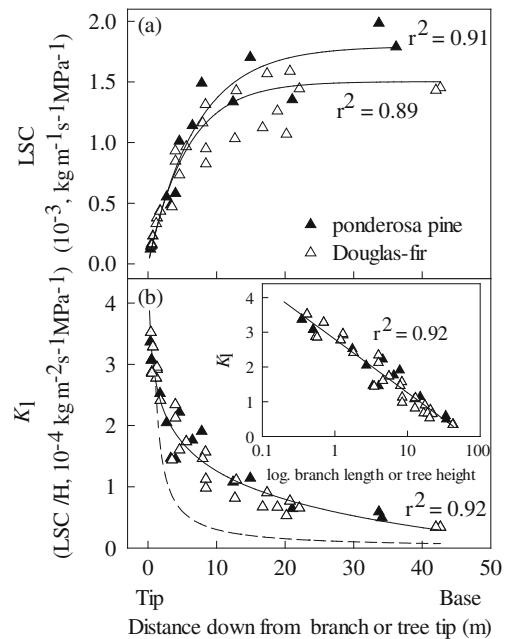 (a)
r² = 0.91
r² = 0.89
LSC
(10⁻³, kg m⁻¹s⁻¹MPa⁻¹)
2.0
1.5
1.0
0.5
0.0
ponderosa pine
Douglas-fir
(b)
K₁
(LSC /H, 10⁻⁴ kg m⁻²s⁻¹MPa⁻¹)
4
3
2
1
0
K₁
4
3
2
1
0
r² = 0.92
0.1 1 10 100
log. branch length or tree height
r² = 0.92
0 10 20 30 40 50
Tip Base
Distance down from branch or tree tip (m)